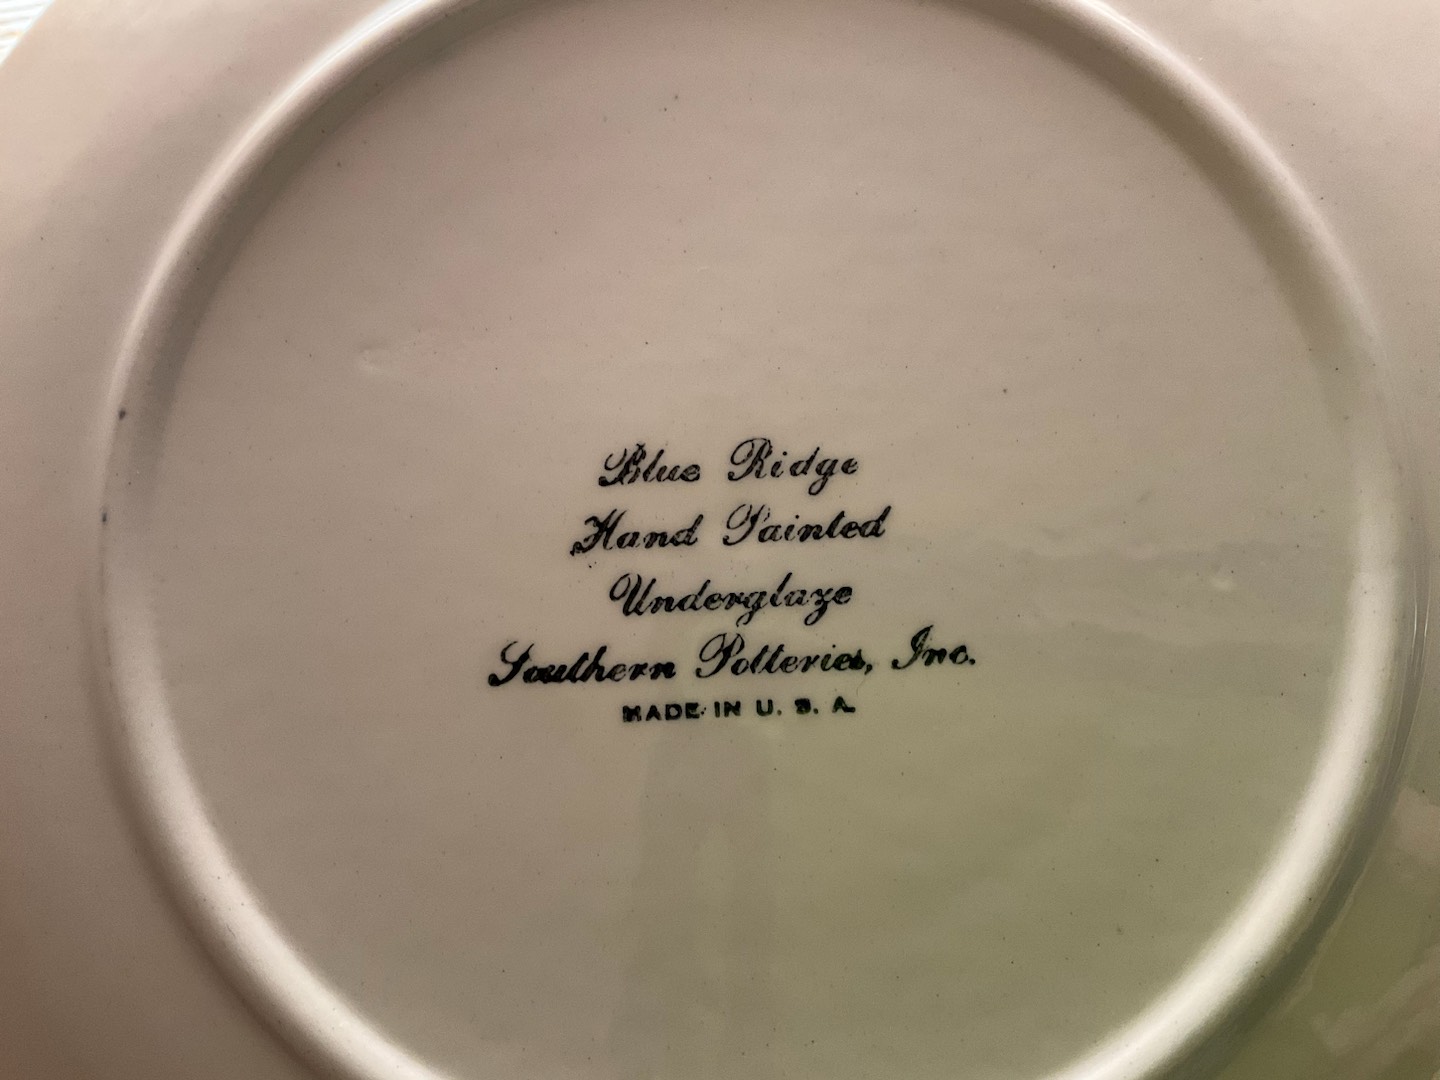 Blue Ridge
Hand Painted
Underglaze
Southern Potteries, Inc.
MADE IN U. S. A.